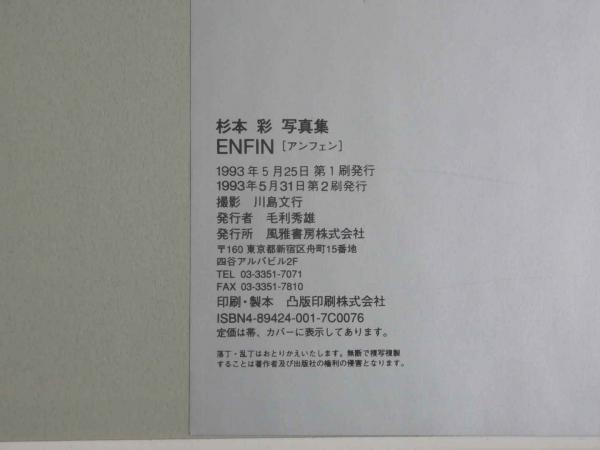 杉本 彩 写真集
ENFIN [アンフェン]
1993年5月25日 第1刷発行
1993年5月31日第2刷発行
撮影 川島文行
発行者 毛利秀雄
発行所 風雅書房株式会社
〒160 東京都新宿区舟町15番地
四谷アルバビル2F
TEL 03-3351-7071
FAX 03-3351-7810
印刷・製本 凸版印刷株式会社
ISBN4-89424-001-7C0076
定価は帯、カバーに表示してあります。
落丁・乱丁はおとりかえいたします。無断で複写複製
することは著作者及び出版社の権利の侵害となります。